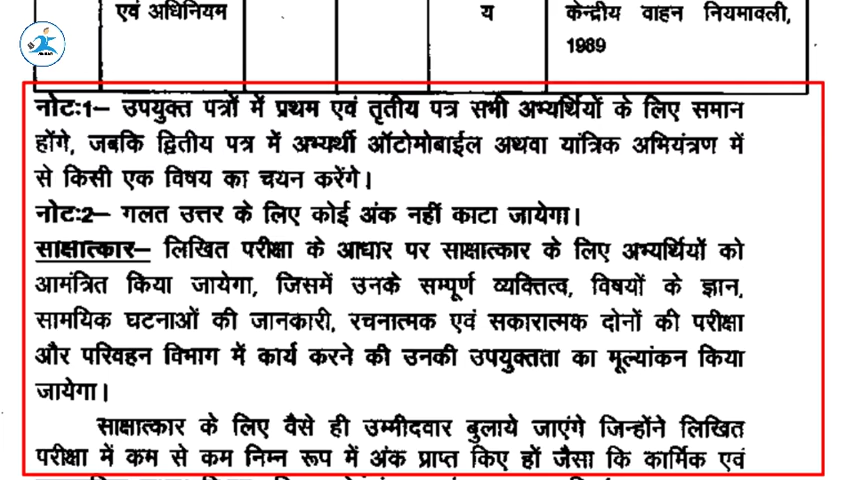 एवं अधिनियम य केन्द्रीय वाहन नियमावली,
1989
नोटः1– उपयुक्त पत्रों में प्रथम एवं तृतीय पत्र सभी अभ्यर्थियों के लिए समान
होंगे, जबकि द्वितीय पत्र में अभ्यर्थी ऑटोमोबाईल अथवा यांत्रिक अभियंत्रण में
से किसी एक विषय का चयन करेंगे।
नोटः2– गलत उत्तर के लिए कोई अंक नहीं काटा जायेगा।
साक्षात्कार– लिखित परीक्षा के आधार पर साक्षात्कार के लिए अभ्यर्थियों को
आमंत्रित किया जायेगा, जिसमें उनके सम्पूर्ण व्यक्तित्व, विषयों के ज्ञान,
सामयिक घटनाओं की जानकारी, रचनात्मक एवं सकारात्मक दोनों की परीक्षा
और परिवहन विभाग में कार्य करने की उनकी उपयुक्तता का मूल्यांकन किया
जायेगा।
साक्षात्कार के लिए वैसे ही उम्मीदवार बुलाये जाएंगे जिन्होंने लिखित
परीक्षा में कम से कम निम्न रूप में अंक प्राप्त किए हों जैसा कि कार्मिक एवं